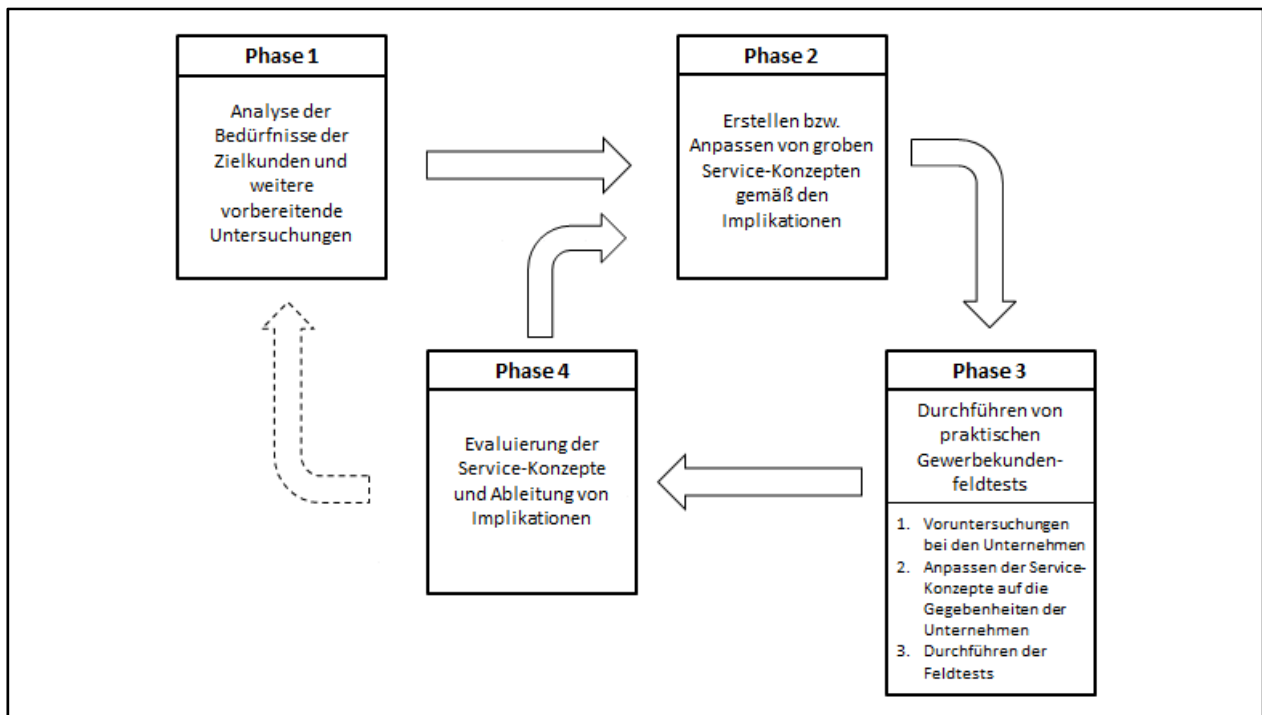 Phase 1
Analyse der
Bedürfnisse der
Zielkunden und
weitere
vorbereitende
Untersuchungen
Phase 2
Erstellen bzw.
Anpassen von groben
Service-Konzepten
gemäß den
Implikationen
Phase 3
Durchführen von
praktischen
Gewerbekunden-
feldtests
1. Voruntersuchungen
bei den Unternehmen
2. Anpassen der Service-
Konzepte auf die
Gegebenheiten der
Unternehmen
3. Durchführen der
Feldtests
Phase 4
Evaluierung der
Service-Konzepte
und Ableitung von
Implikationen